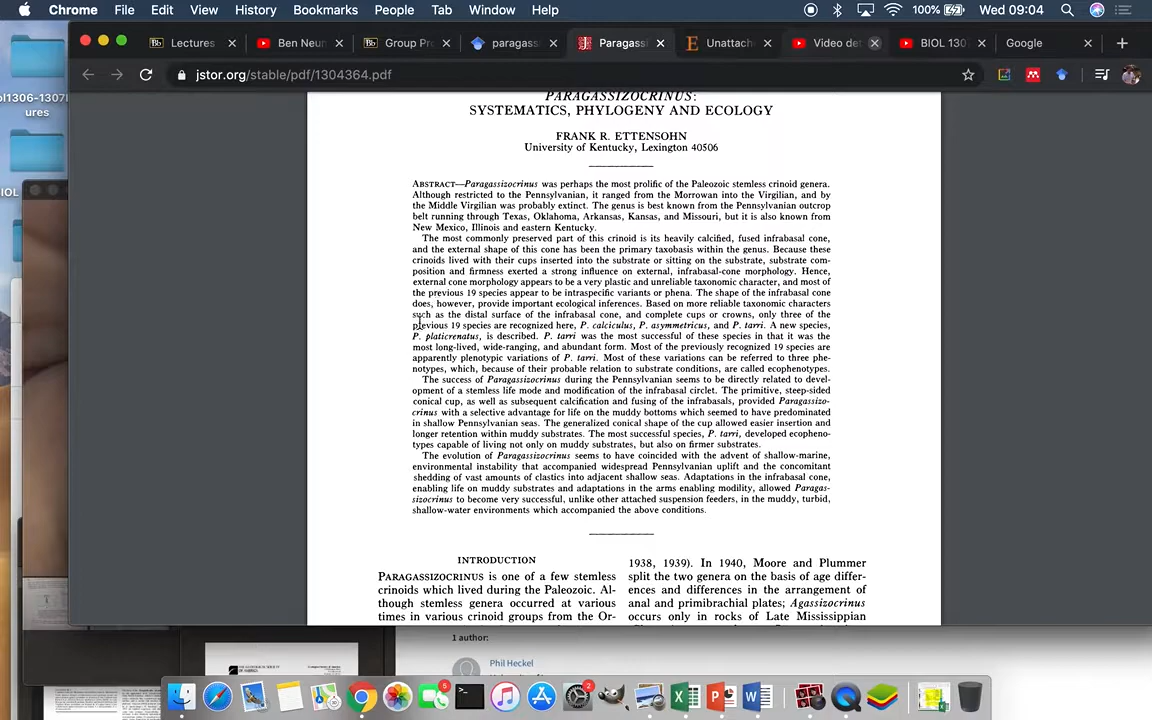 Chrome File Edit View History Bookmarks People Tab Window Help 100% Wed 09:04
Bb Lectures Ben Neum Bb Group Pro paragass Paragass E Unattach Video det BIOL 130 Google
jstor.org/stable/pdf/1304364.pdf
ures
BIOL
PARAGASSIZOCRINUS:
SYSTEMATICS, PHYLOGENY AND ECOLOGY
FRANK R. ETTENSOHN
University of Kentucky, Lexington 40506
ABSTRACT—Paragassizocrinus was perhaps the most prolific of the Paleozoic stemless crinoid genera.
Although restricted to the Pennsylvanian, it ranged from the Morrowan into the Virgilian, and by
the Middle Virgilian was probably extinct. The genus is best known from the Pennsylvanian outcrop
belt running through Texas, Oklahoma, Arkansas, Kansas, and Missouri, but it is also known from
New Mexico, Illinois and eastern Kentucky.
The most commonly preserved part of this crinoid is its heavily calcified, fused infrabasal cone,
and the external shape of this cone has been the primary taxobasis within the genus. Because these
crinoids lived with their cups inserted into the substrate or sitting on the substrate, substrate com-
position and firmness exerted a strong influence on external, infrabasal-cone morphology. Hence,
external cone morphology appears to be a very plastic and unreliable taxonomic character, and most of
the previous 19 species appear to be intraspecific variants or phena. The shape of the infrabasal cone
does, however, provide important ecological inferences. Based on more reliable taxonomic characters
such as the distal surface of the infrabasal cone, and complete cups or crowns, only three of the
previous 19 species are recognized here, P. calciculus, P. asymmetricus, and P. tarri. A new species,
P. platicrenatus, is described. P. tarri was the most successful of these species in that it was the
most long-lived, wide-ranging, and abundant form. Most of the previously recognized 19 species are
apparently plenotypic variations of P. tarri. Most of these variations can be referred to three phe-
notypes, which, because of their probable relation to substrate conditions, are called ecophenotypes.
The success of Paragassizocrinus during the Pennsylvanian seems to be directly related to devel-
opment of a stemless life mode and modification of the infrabasal circlet. The primitive, steep-sided
conical cup, as well as subsequent calcification and fusing of the infrabasals, provided Paragassizo-
crinus with a selective advantage for life on the muddy bottoms which seemed to have predominated
in shallow Pennsylvanian seas. The generalized conical shape of the cup allowed easier insertion and
longer retention within muddy substrates. The most successful species, P. tarri, developed ecopheno-
types capable of living not only on muddy substrates, but also on firmer substrates.
The evolution of Paragassizocrinus seems to have coincided with the advent of shallow-marine,
environmental instability that accompanied widespread Pennsylvanian uplift and the concomitant
shedding of vast amounts of clastics into adjacent shallow seas. Adaptations in the infrabasal cone,
enabling life on muddy substrates and adaptations in the arms enabling modility, allowed Paragas-
sizocrinus to become very successful, unlike other attached suspension feeders, in the muddy, turbid,
shallow-water environments which accompanied the above conditions.
INTRODUCTION
PARAGASSIZOCRINUS is one of a few stemless
crinoids which lived during the Paleozoic. Al-
though stemless genera occurred at various
times in various crinoid groups from the Or-
1938, 1939). In 1940, Moore and Plummer
split the two genera on the basis of age differ-
ences and differences in the arrangement of
anal and primibrachial plates; Agassizocrinus
occurs only in rocks of Late Mississippian
1 author:
Phil Heckel
5
2